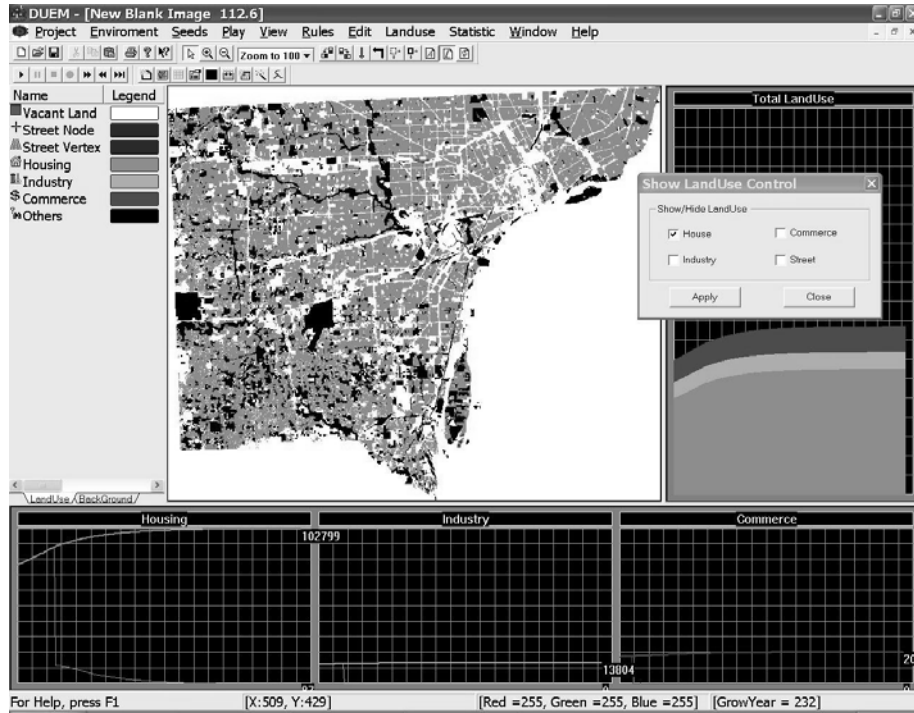 DUEM - [New Blank Image 112.6]
Project Enviroment Seeds Play View Rules Edit Landuse Statistic Window Help
Zoom to 100
Name Legend
Vacant Land
Street Node
Street Vertex
Housing
Industry
Commerce
Others
LandUse BackGround
Total LandUse
Show LandUse Control
Show/Hide LandUse
House Commerce
Industry Street
Apply Close
Housing Industry Commerce
102799
13804
20
For Help, press F1 [X:509, Y:429] [Red =255, Green =255, Blue =255] [GrowYear = 232]